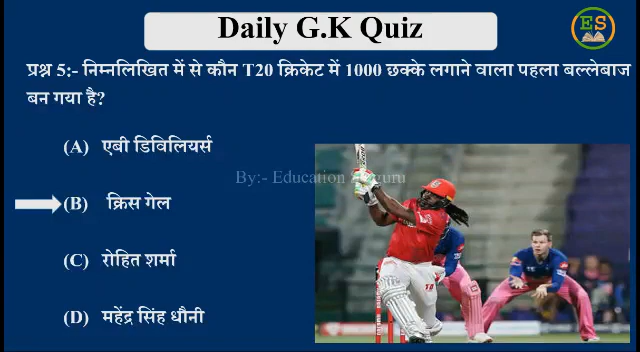 Daily G.K Quiz
ES
प्रश्न 5:- निम्नलिखित में से कौन T20 क्रिकेट में 1000 छक्के लगाने वाला पहला बल्लेबाज
बन गया है?
(A) एबी डिविलियर्स
By:- Education
guru
(B) क्रिस गेल
(C) रोहित शर्मा
(D) महेंद्र सिंह धौनी